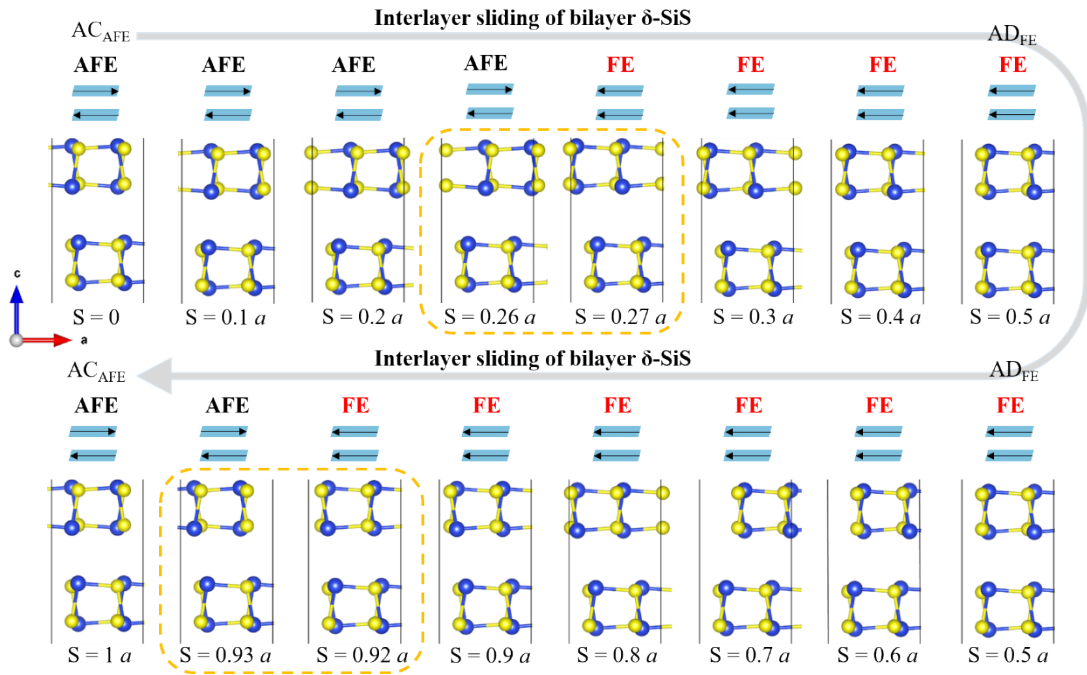 Interlayer sliding of bilayer δ-SiS
AC_AFE AD_FE
AFE AFE AFE AFE FE FE FE FE
c
a
S = 0 S = 0.1 a S = 0.2 a S = 0.26 a S = 0.27 a S = 0.3 a S = 0.4 a S = 0.5 a
Interlayer sliding of bilayer δ-SiS
AC_AFE AD_FE
AFE AFE FE FE FE FE FE FE
S = 1 a S = 0.93 a S = 0.92 a S = 0.9 a S = 0.8 a S = 0.7 a S = 0.6 a S = 0.5 a